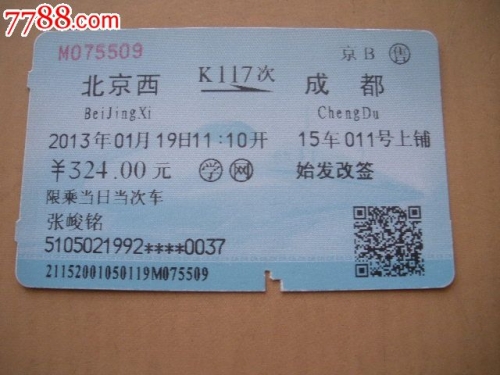 7788.com
M075509 京B 售
北京西 K117次 成都
BeiJingXi ChengDu
2013年01月19日11:10开 15车011号上铺
￥324.00元 学 网 始发改签
限乘当日当次车
张峻铭
5105021992****0037
21152001050119M075509